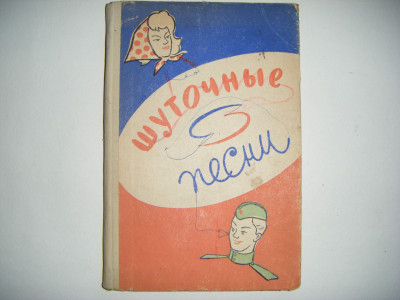 шуточные
песни